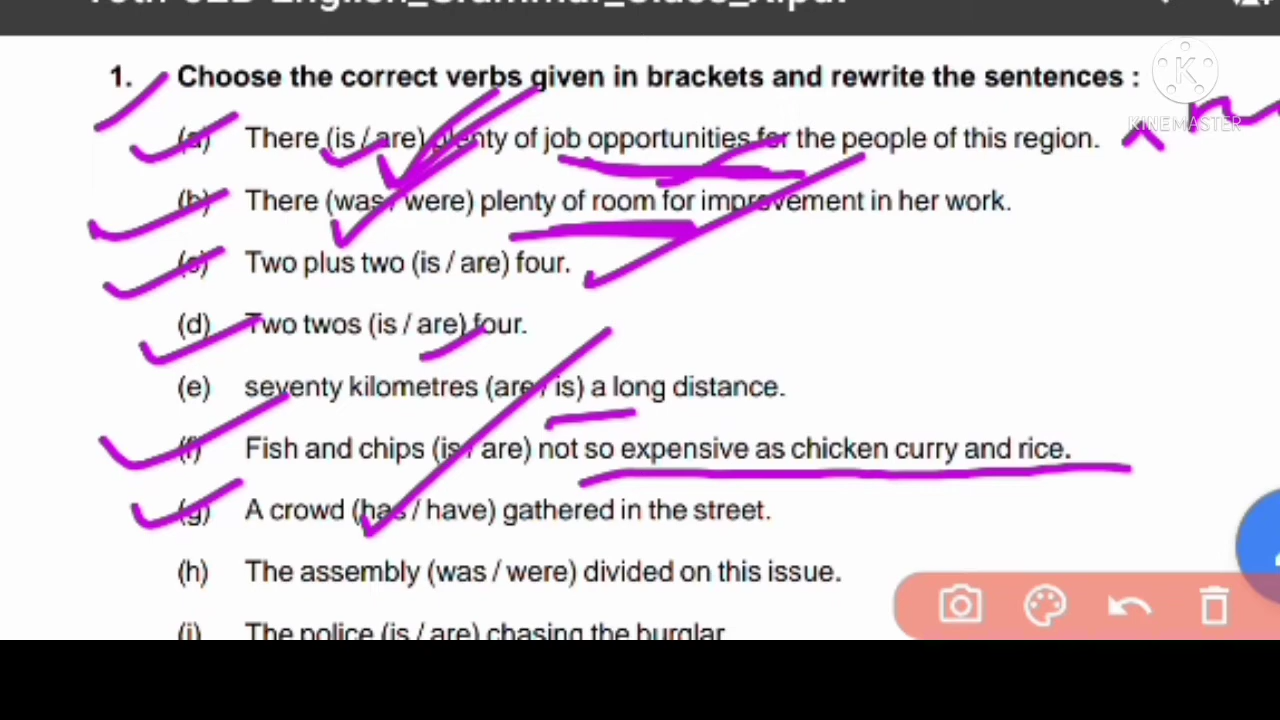 1. Choose the correct verbs given in brackets and rewrite the sentences :
KINEMASTER
(a) There (is / are) plenty of job opportunities for the people of this region.
(b) There (was / were) plenty of room for improvement in her work.
(c) Two plus two (is / are) four.
(d) Two twos (is / are) four.
(e) seventy kilometres (are / is) a long distance.
(f) Fish and chips (is / are) not so expensive as chicken curry and rice.
(g) A crowd (has / have) gathered in the street.
(h) The assembly (was / were) divided on this issue.
(i) The police (is / are) chasing the burglar